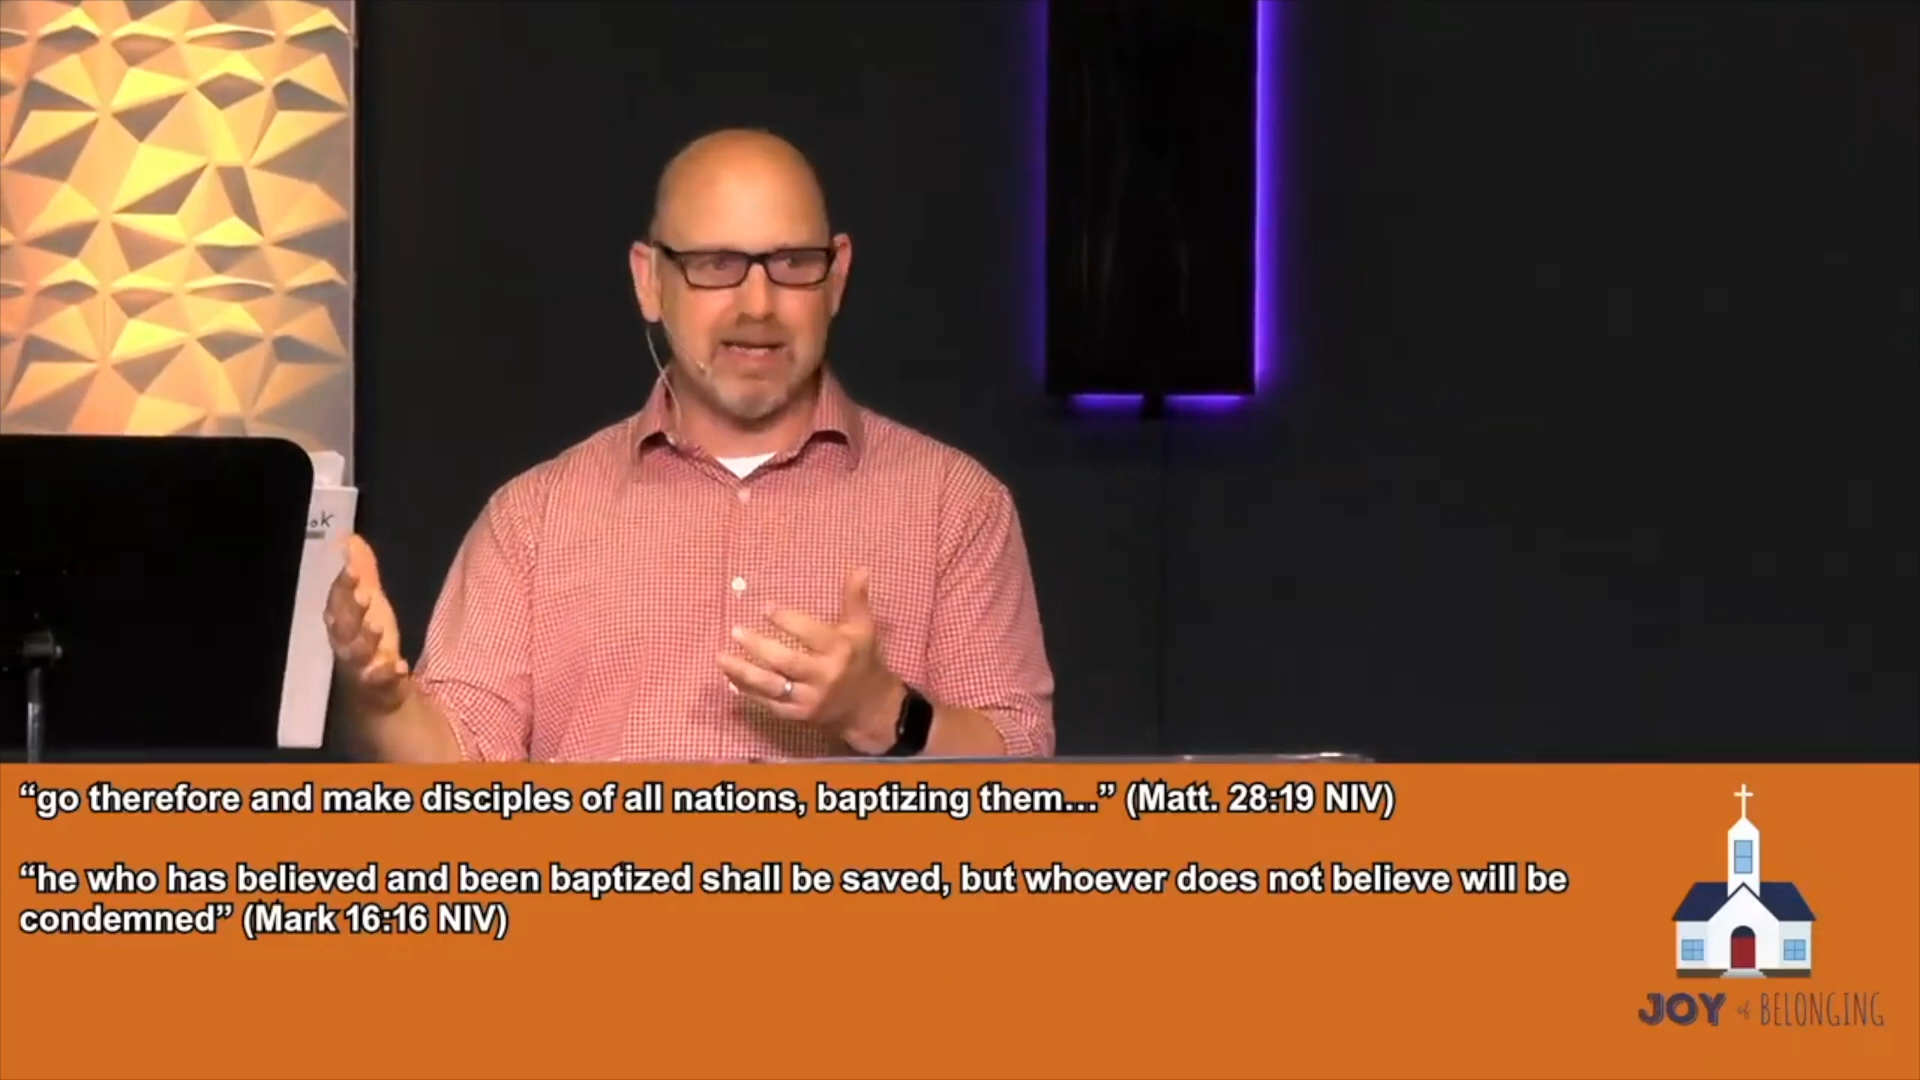 “go therefore and make disciples of all nations, baptizing them…” (Matt. 28:19 NIV)
“he who has believed and been baptized shall be saved, but whoever does not believe will be
condemned” (Mark 16:16 NIV)
JOY of BELONGING